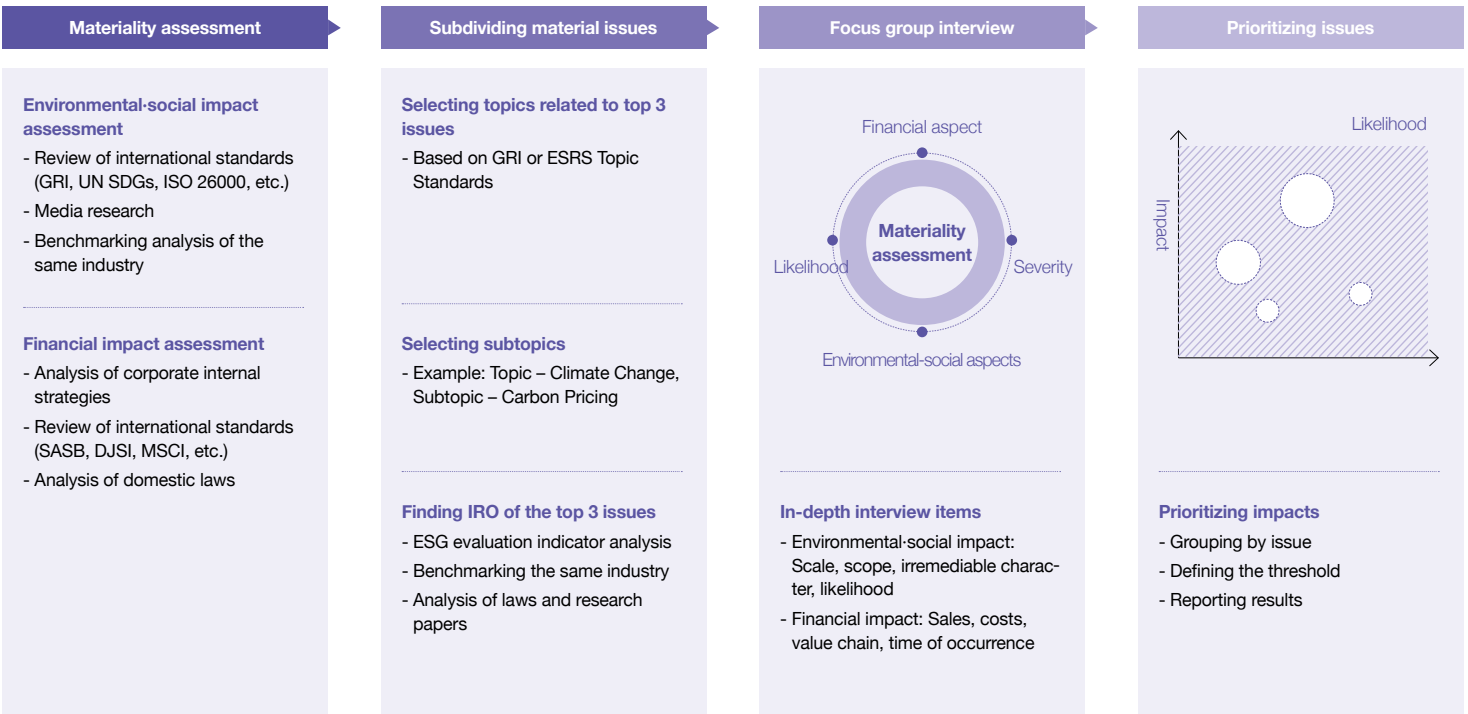 Materiality assessment
Environmental·social impact
assessment
- Review of international standards
(GRI, UN SDGs, ISO 26000, etc.)
- Media research
- Benchmarking analysis of the
same industry
Financial impact assessment
- Analysis of corporate internal
strategies
- Review of international standards
(SASB, DJSI, MSCI, etc.)
- Analysis of domestic laws
Subdividing material issues
Selecting topics related to top 3
issues
- Based on GRI or ESRS Topic
Standards
Selecting subtopics
- Example: Topic – Climate Change,
Subtopic – Carbon Pricing
Finding IRO of the top 3 issues
- ESG evaluation indicator analysis
- Benchmarking the same industry
- Analysis of laws and research
papers
Focus group interview
Financial aspect
Materiality
assessment
Likelihood
Severity
Environmental-social aspects
In-depth interview items
- Environmental·social impact:
Scale, scope, irremediable charac-
ter, likelihood
- Financial impact: Sales, costs,
value chain, time of occurrence
Prioritizing issues
Likelihood
Impact
Prioritizing impacts
- Grouping by issue
- Defining the threshold
- Reporting results